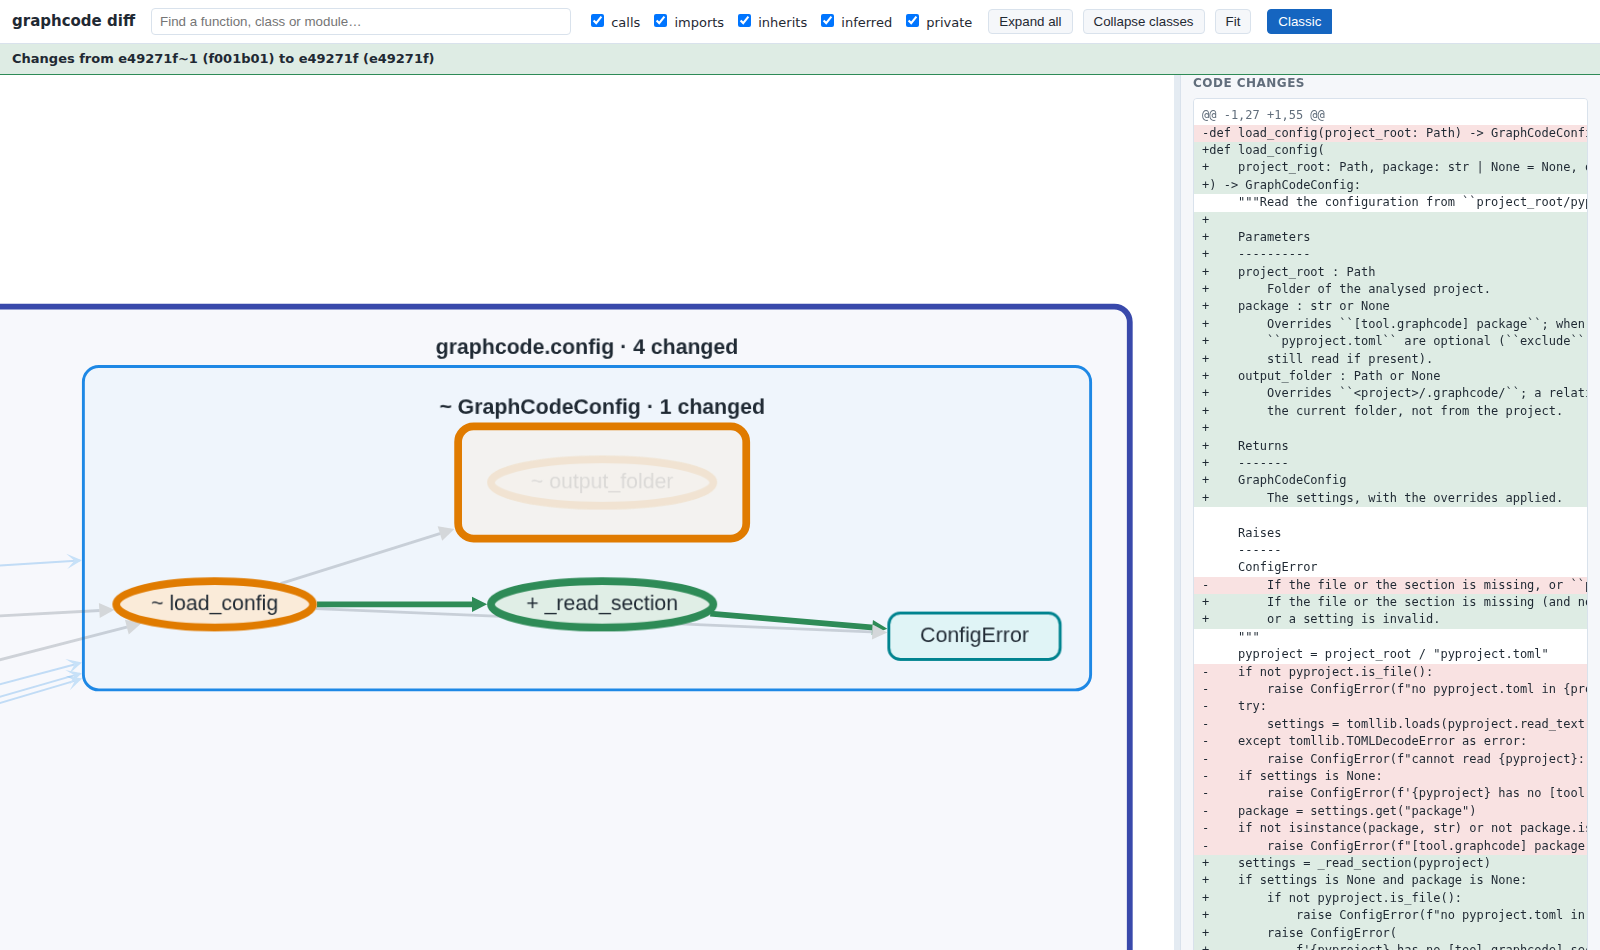 graphcode diff
Find a function, class or module…
calls
imports
inherits
inferred
private
Expand all
Collapse classes
Fit
Classic
Changes from e49271f~1 (f001b01) to e49271f (e49271f)
graphcode.config · 4 changed
~ GraphCodeConfig · 1 changed
~ output_folder
~ load_config
+ _read_section
ConfigError
CODE CHANGES
@@ -1,27 +1,55 @@
-def load_config(project_root: Path) -> GraphCodeConf
+def load_config(
+    project_root: Path, package: str | None = None,
+) -> GraphCodeConfig:
     """Read the configuration from ``project_root/pyp
+
+    Parameters
+    ----------
+    project_root : Path
+        Folder of the analysed project.
+    package : str or None
+        Overrides ``[tool.graphcode] package``; when
+        ``pyproject.toml`` are optional (``exclude``
+        still read if present).
+    output_folder : Path or None
+        Overrides ``<project>/.graphcode/``; a relati
+        the current folder, not from the project.
+
+    Returns
+    -------
+    GraphCodeConfig
+        The settings, with the overrides applied.
     Raises
     ------
     ConfigError
-        If the file or the section is missing, or ``
+        If the file or the section is missing (and n
+        or a setting is invalid.
     """
     pyproject = project_root / "pyproject.toml"
-    if not pyproject.is_file():
-        raise ConfigError(f"no pyproject.toml in {pr
-    try:
-        settings = tomllib.loads(pyproject.read_text
-    except tomllib.TOMLDecodeError as error:
-        raise ConfigError(f"cannot read {pyproject}:
-    if settings is None:
-        raise ConfigError(f'{pyproject} has no [tool
-    package = settings.get("package")
-    if not isinstance(package, str) or not package.i
-        raise ConfigError(f"[tool.graphcode] package
+    settings = _read_section(pyproject)
+    if settings is None and package is None:
+        if not pyproject.is_file():
+            raise ConfigError(f"no pyproject.toml in
+        raise ConfigError(